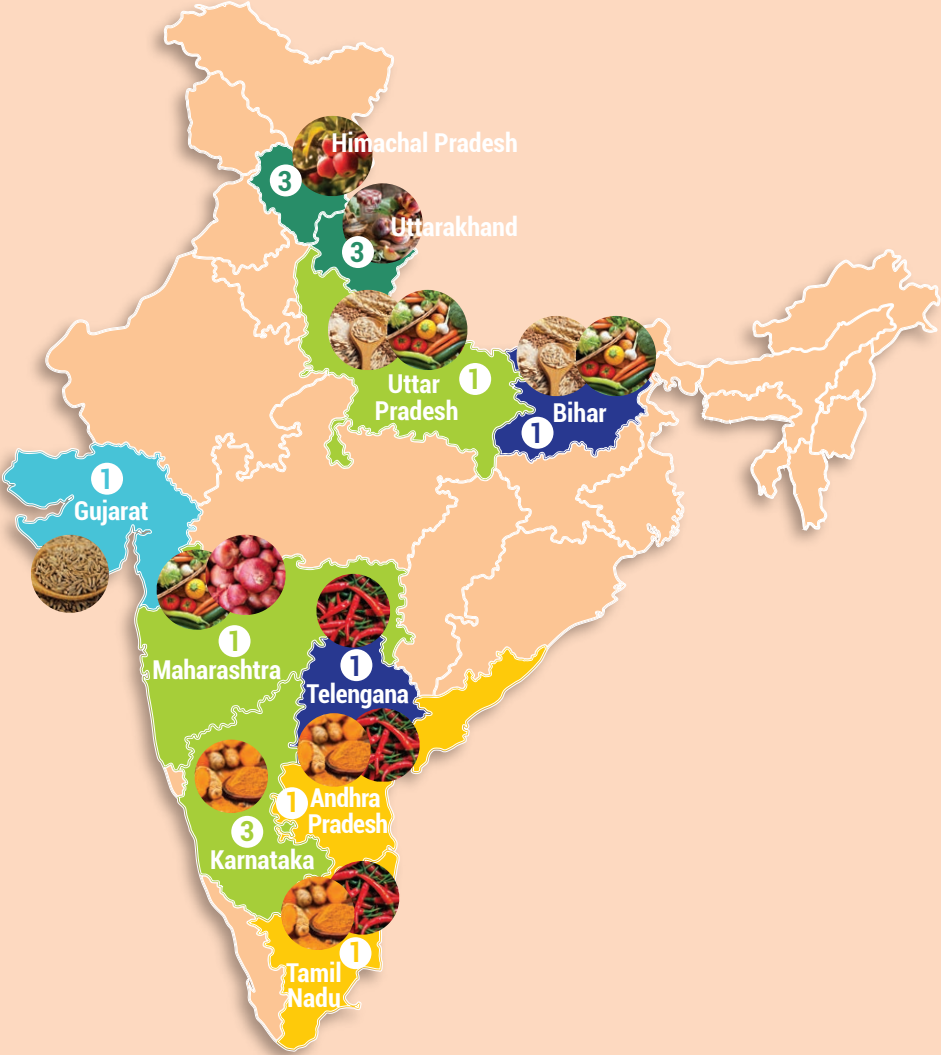 Himachal Pradesh
3
Uttarakhand
3
Uttar
Pradesh
1
Bihar
1
1
Gujarat
1
Maharashtra
1
Telengana
1
Andhra
Pradesh
3
Karnataka
1
Tamil
Nadu